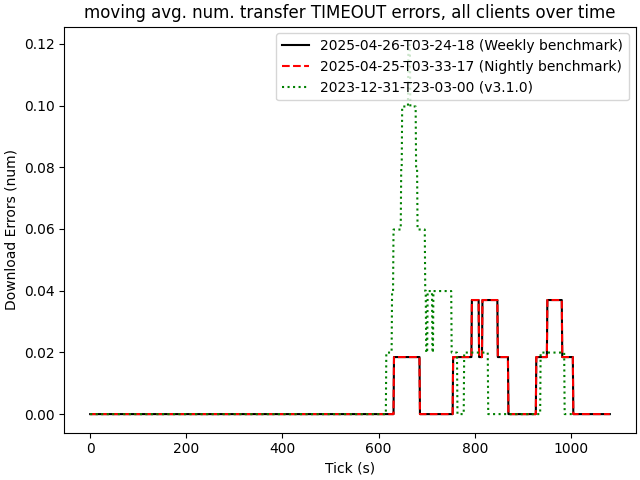 moving avg. num. transfer TIMEOUT errors, all clients over time
2025-04-26-T03-24-18 (Weekly benchmark)
2025-04-25-T03-33-17 (Nightly benchmark)
2023-12-31-T23-03-00 (v3.1.0)
Download Errors (num)
0.12
0.10
0.08
0.06
0.04
0.02
0.00
0 200 400 600 800 1000
Tick (s)